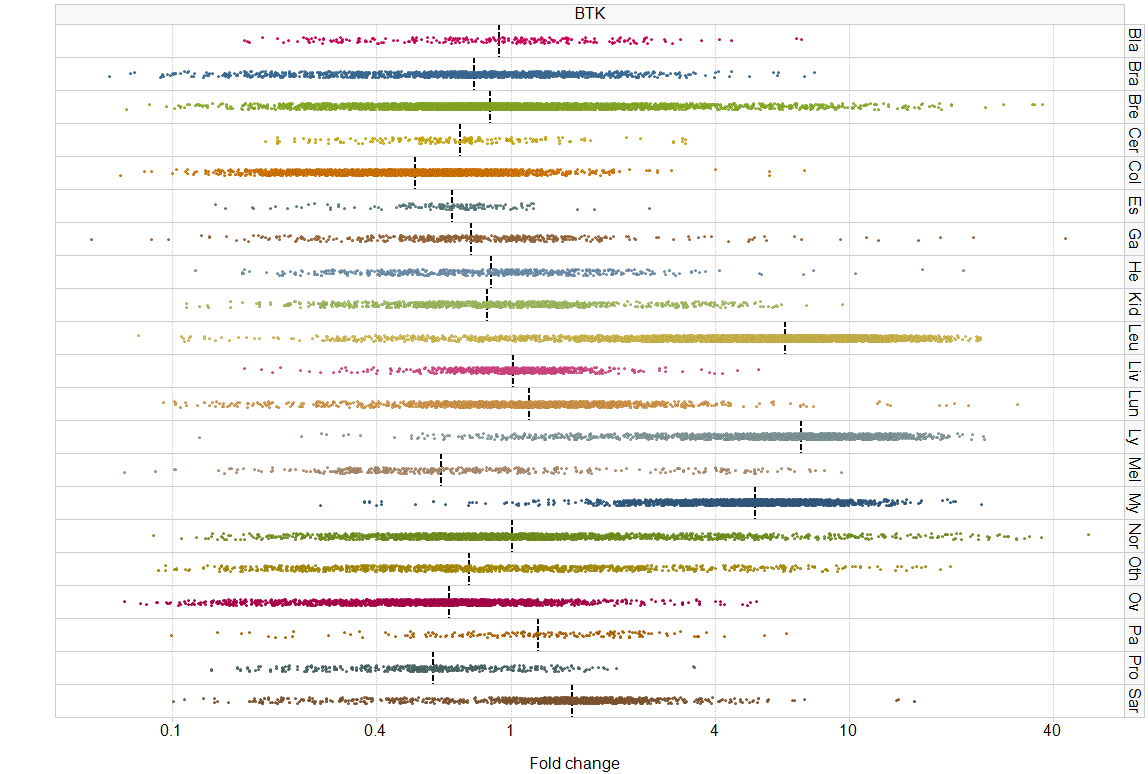 BTK
Bla
Bra
Bre
Cer
Col
Es
Ga
He
Kid
Leu
Liv
Lun
Ly
Mel
My
Nor
Oth
Ov
Pa
Pro
Sar
0.1 0.4 1 4 10 40
Fold change